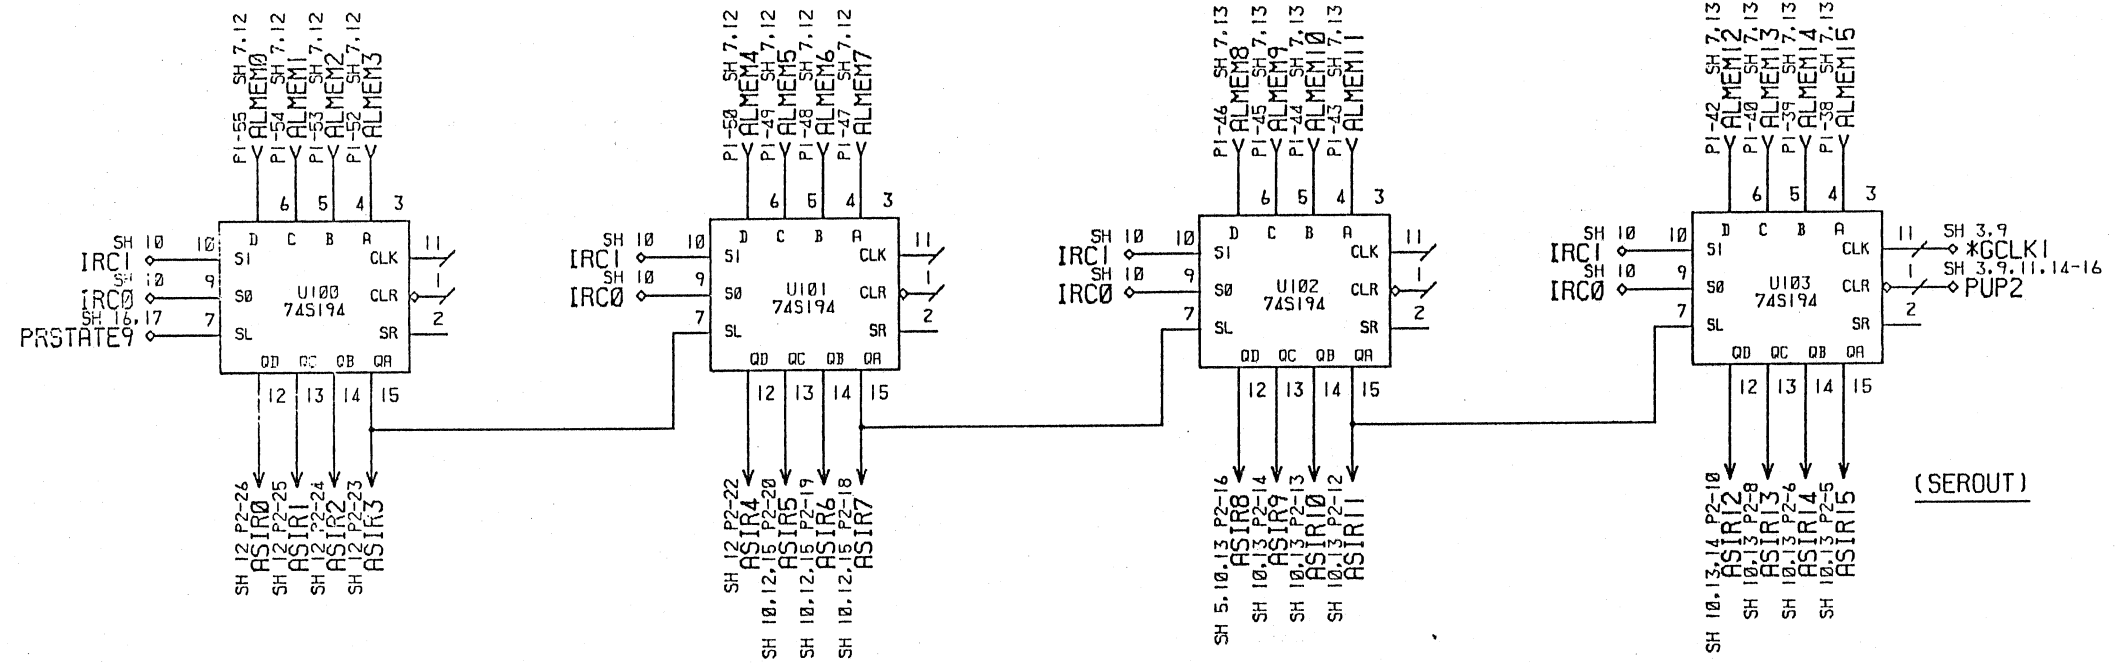 P1-55 SH 7,12
ALMEM0
P1-54 SH 7,12
ALMEM1
P1-53 SH 7,12
ALMEM2
P1-52 SH 7,12
ALMEM3
6 5 4 3
D C B A
SH 10 10
IRC1
S1
CLK 11
SH 10 9
IRC0
S0
U100
74S194
CLR 1
SH 16,17 7
PRSTATE9
SL
SR 2
QD QC QB QA
12 13 14 15
SH 12 P2-26
ASIR0
SH 12 P2-25
ASIR1
SH 12 P2-24
ASIR2
SH 12 P2-23
ASIR3
P1-50 SH 7,12
ALMEM4
P1-49 SH 7,12
ALMEM5
P1-48 SH 7,12
ALMEM6
P1-47 SH 7,12
ALMEM7
6 5 4 3
D C B A
SH 10 10
IRC1
S1
CLK 11
SH 10 9
IRC0
S0
U101
74S194
CLR 1
7
SL
SR 2
QD QC QB QA
12 13 14 15
SH 12 P2-22
ASIR4
SH 10,12,15 P2-20
ASIR5
SH 10,12,15 P2-19
ASIR6
SH 10,12,15 P2-18
ASIR7
P1-46 SH 7,13
ALMEM8
P1-45 SH 7,13
ALMEM9
P1-44 SH 7,13
ALMEM10
P1-43 SH 7,13
ALMEM11
6 5 4 3
D C B A
SH 10 10
IRC1
S1
CLK 11
SH 10 9
IRC0
S0
U102
74S194
CLR 1
7
SL
SR 2
QD QC QB QA
12 13 14 15
SH 5,10,13 P2-16
ASIR8
SH 10,13 P2-14
ASIR9
SH 10,13 P2-13
ASIR10
SH 10,13 P2-12
ASIR11
P1-42 SH 7,13
ALMEM12
P1-40 SH 7,13
ALMEM13
P1-39 SH 7,13
ALMEM14
P1-38 SH 7,13
ALMEM15
6 5 4 3
D C B A
SH 10 10
IRC1
S1
CLK 11
SH 3,9
*GCLK1
SH 10 9
IRC0
S0
U103
74S194
CLR 1
SH 3,9,11,14-16
PUP2
7
SL
SR 2
QD QC QB QA
12 13 14 15
SH 10,13,14 P2-10
ASIR12
SH 10,13 P2-8
ASIR13
SH 10,13 P2-6
ASIR14
SH 10,13 P2-5
ASIR15
(SEROUT)